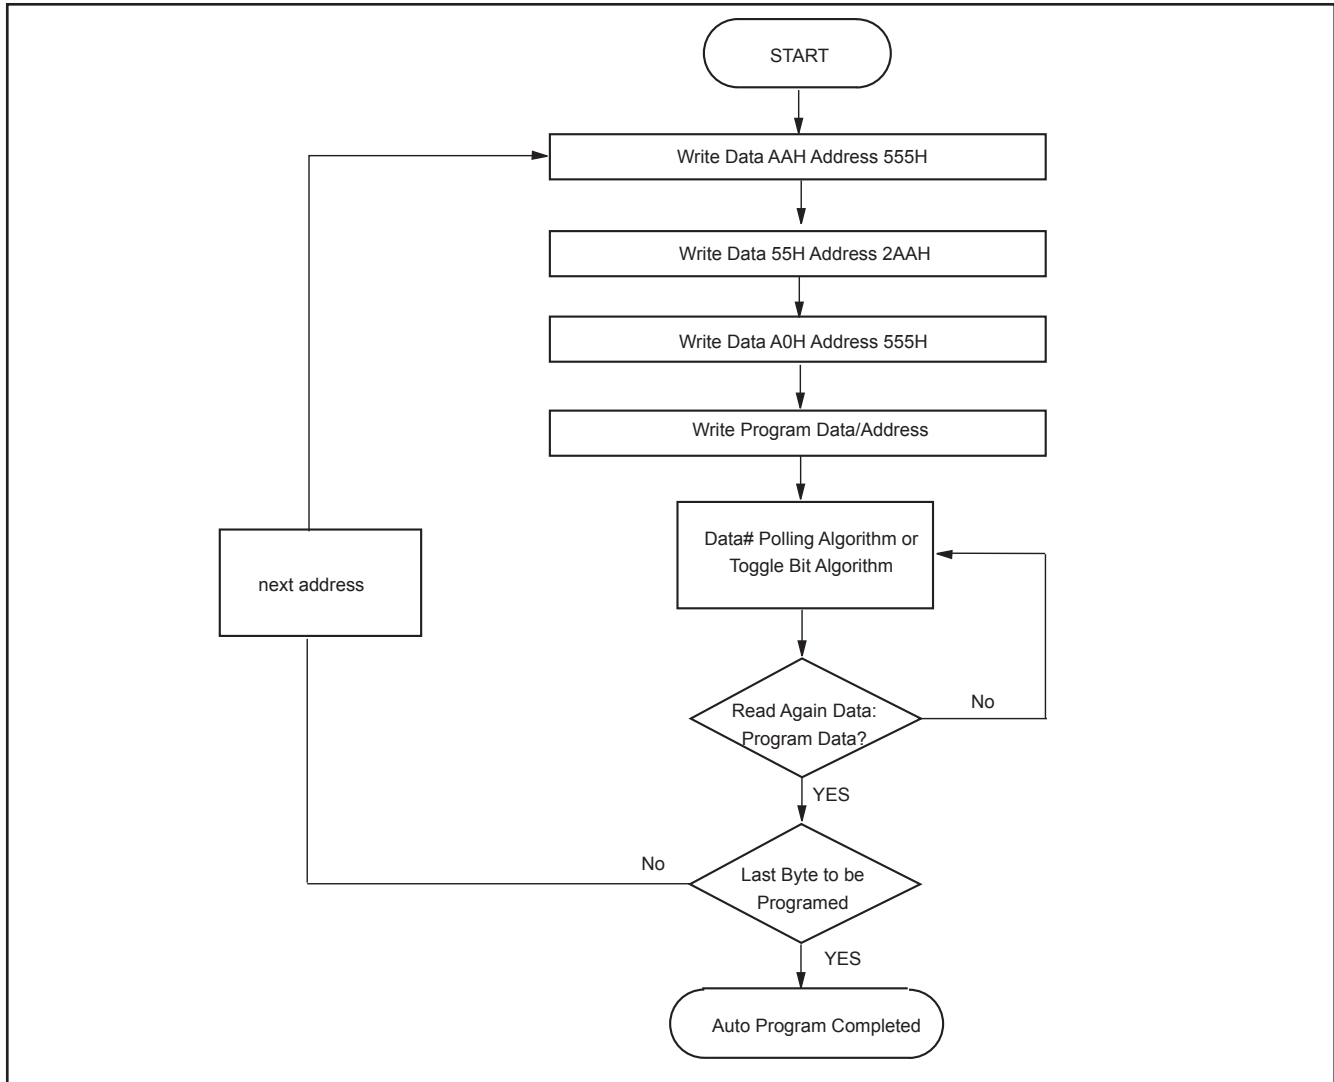 START
Write Data AAH Address 555H
Write Data 55H Address 2AAH
Write Data A0H Address 555H
Write Program Data/Address
Data# Polling Algorithm or
Toggle Bit Algorithm
next address
Read Again Data:
Program Data?
No
YES
No
Last Byte to be
Programed
YES
Auto Program Completed